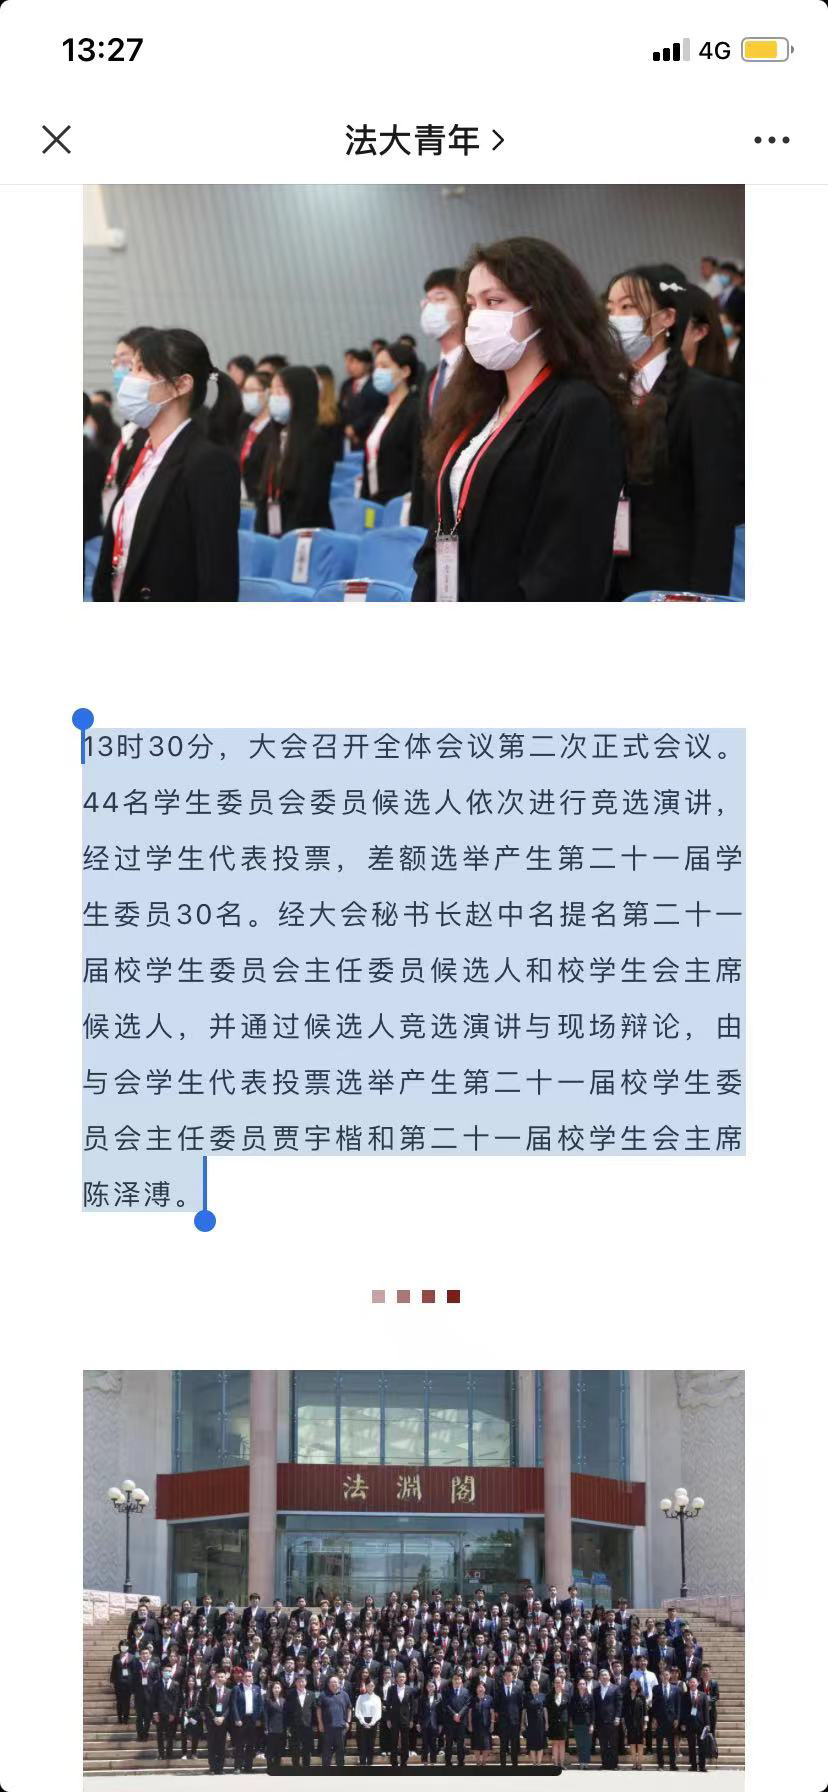 13:27
4G
法大青年
13时30分，大会召开全体会议第二次正式会议。
44名学生委员会委员候选人依次进行竞选演讲，
经过学生代表投票，差额选举产生第二十一届学
生委员30名。经大会秘书长赵中名提名第二十一
届校学生委员会主任委员候选人和校学生会主席
候选人，并通过候选人竞选演讲与现场辩论，由
与会学生代表投票选举产生第二十一届校学生委
员会主任委员贾宇楷和第二十一届校学生会主席
陈泽溥。
法渊阁